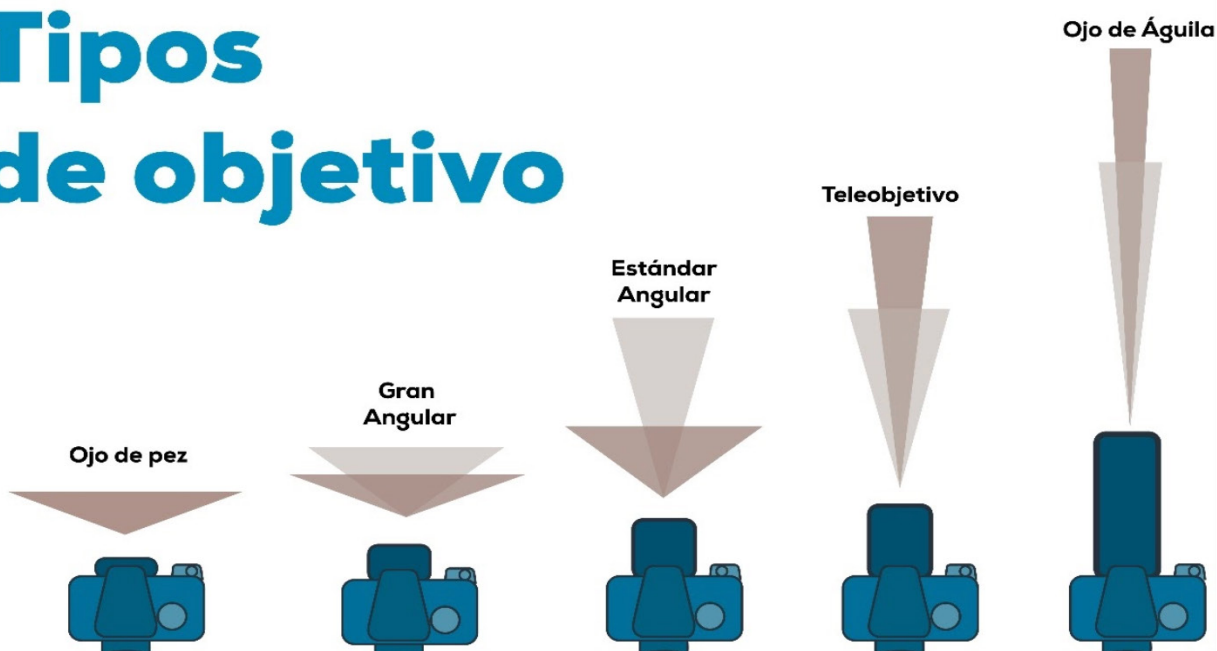 Tipos
de objetivo
Ojo de pez
Gran
Angular
Estándar
Angular
Teleobjetivo
Ojo de Águila